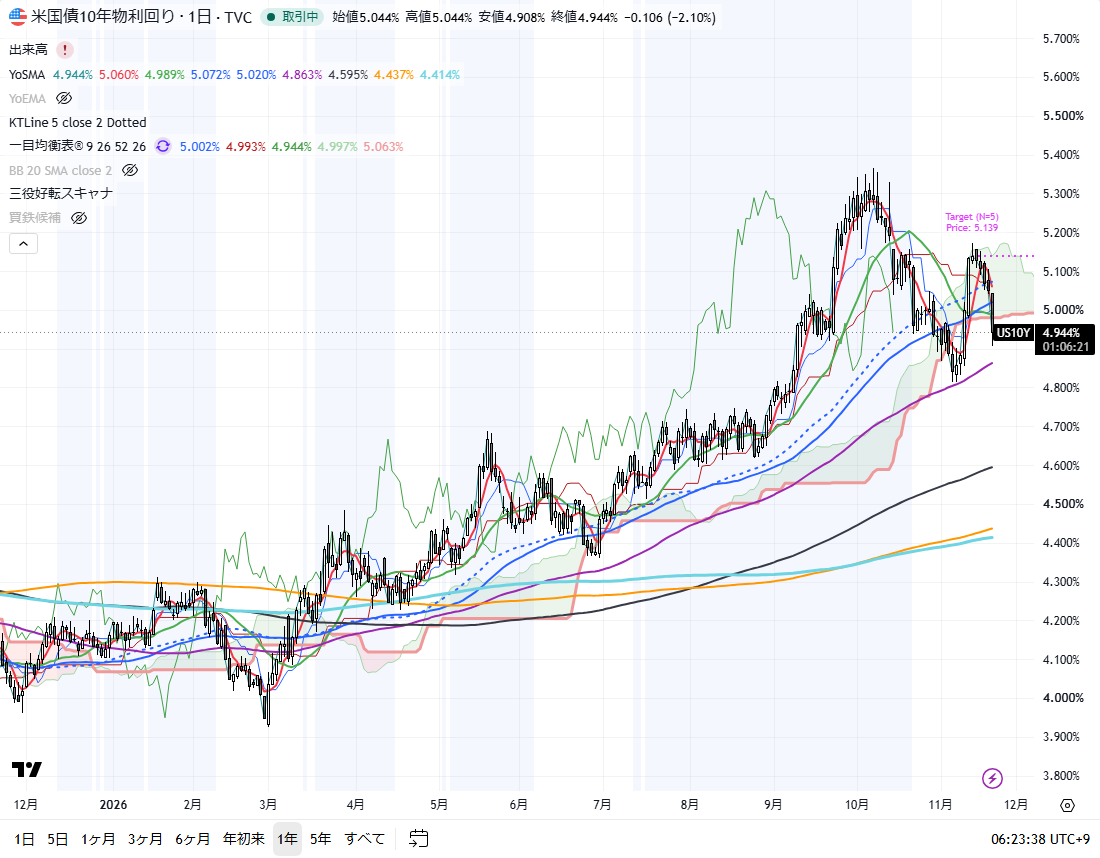 米国債10年物利回り · 1日 · TVC 取引中 始値5.044% 高値5.044% 安値4.908% 終値4.944% −0.106 (−2.10%)
出来高 !
YoSMA 4.944% 5.060% 4.989% 5.072% 5.020% 4.863% 4.595% 4.437% 4.414%
YoEMA
KTLine 5 close 2 Dotted
一目均衡表® 9 26 52 26 5.002% 4.993% 4.944% 4.997% 5.063%
BB 20 SMA close 2
三役好転スキャナ
買鉄候補
Target (N=5)
Price: 5.139
5.700%
5.600%
5.500%
5.400%
5.300%
5.200%
5.100%
5.000%
US10Y 4.944%
01:06:21
4.800%
4.700%
4.600%
4.500%
4.400%
4.300%
4.200%
4.100%
4.000%
3.900%
3.800%
12月 2026 2月 3月 4月 5月 6月 7月 8月 9月 10月 11月 12月
1日 5日 1ヶ月 3ヶ月 6ヶ月 年初来 1年 5年 すべて 06:23:38 UTC+9